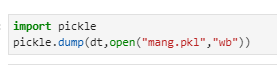 import pickle
pickle.dump(dt,open("mang.pkl","wb"))